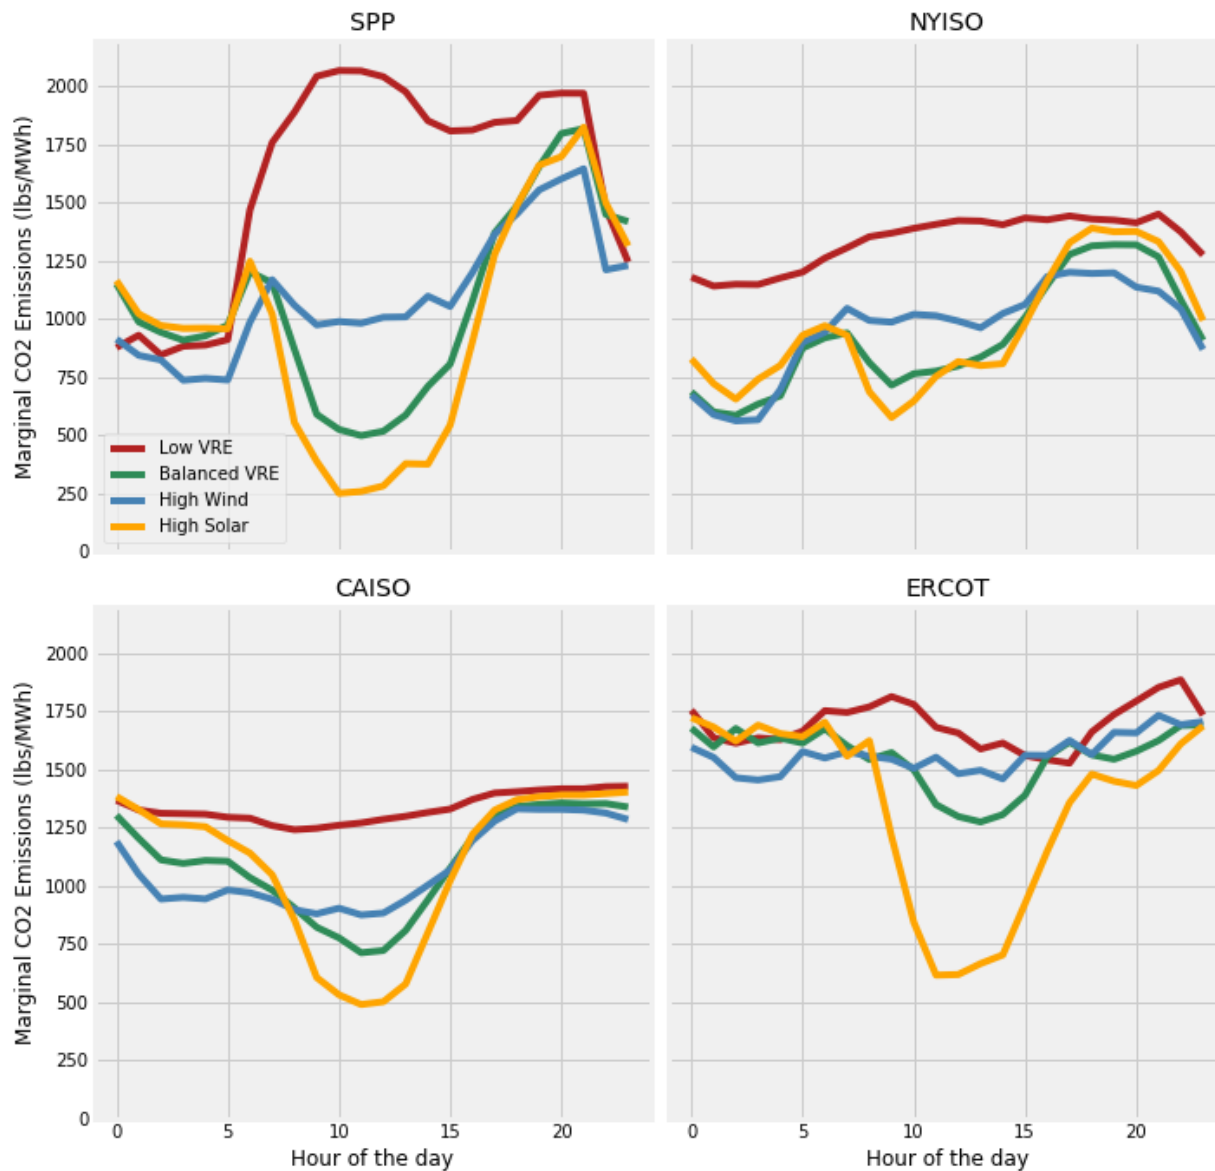 SPP
NYISO
Marginal CO2 Emissions (lbs/MWh)
2000
1750
1500
1250
1000
750
500
250
0
Low VRE
Balanced VRE
High Wind
High Solar
CAISO
ERCOT
Marginal CO2 Emissions (lbs/MWh)
2000
1750
1500
1250
1000
750
500
250
0
0 5 10 15 20
0 5 10 15 20
Hour of the day
Hour of the day